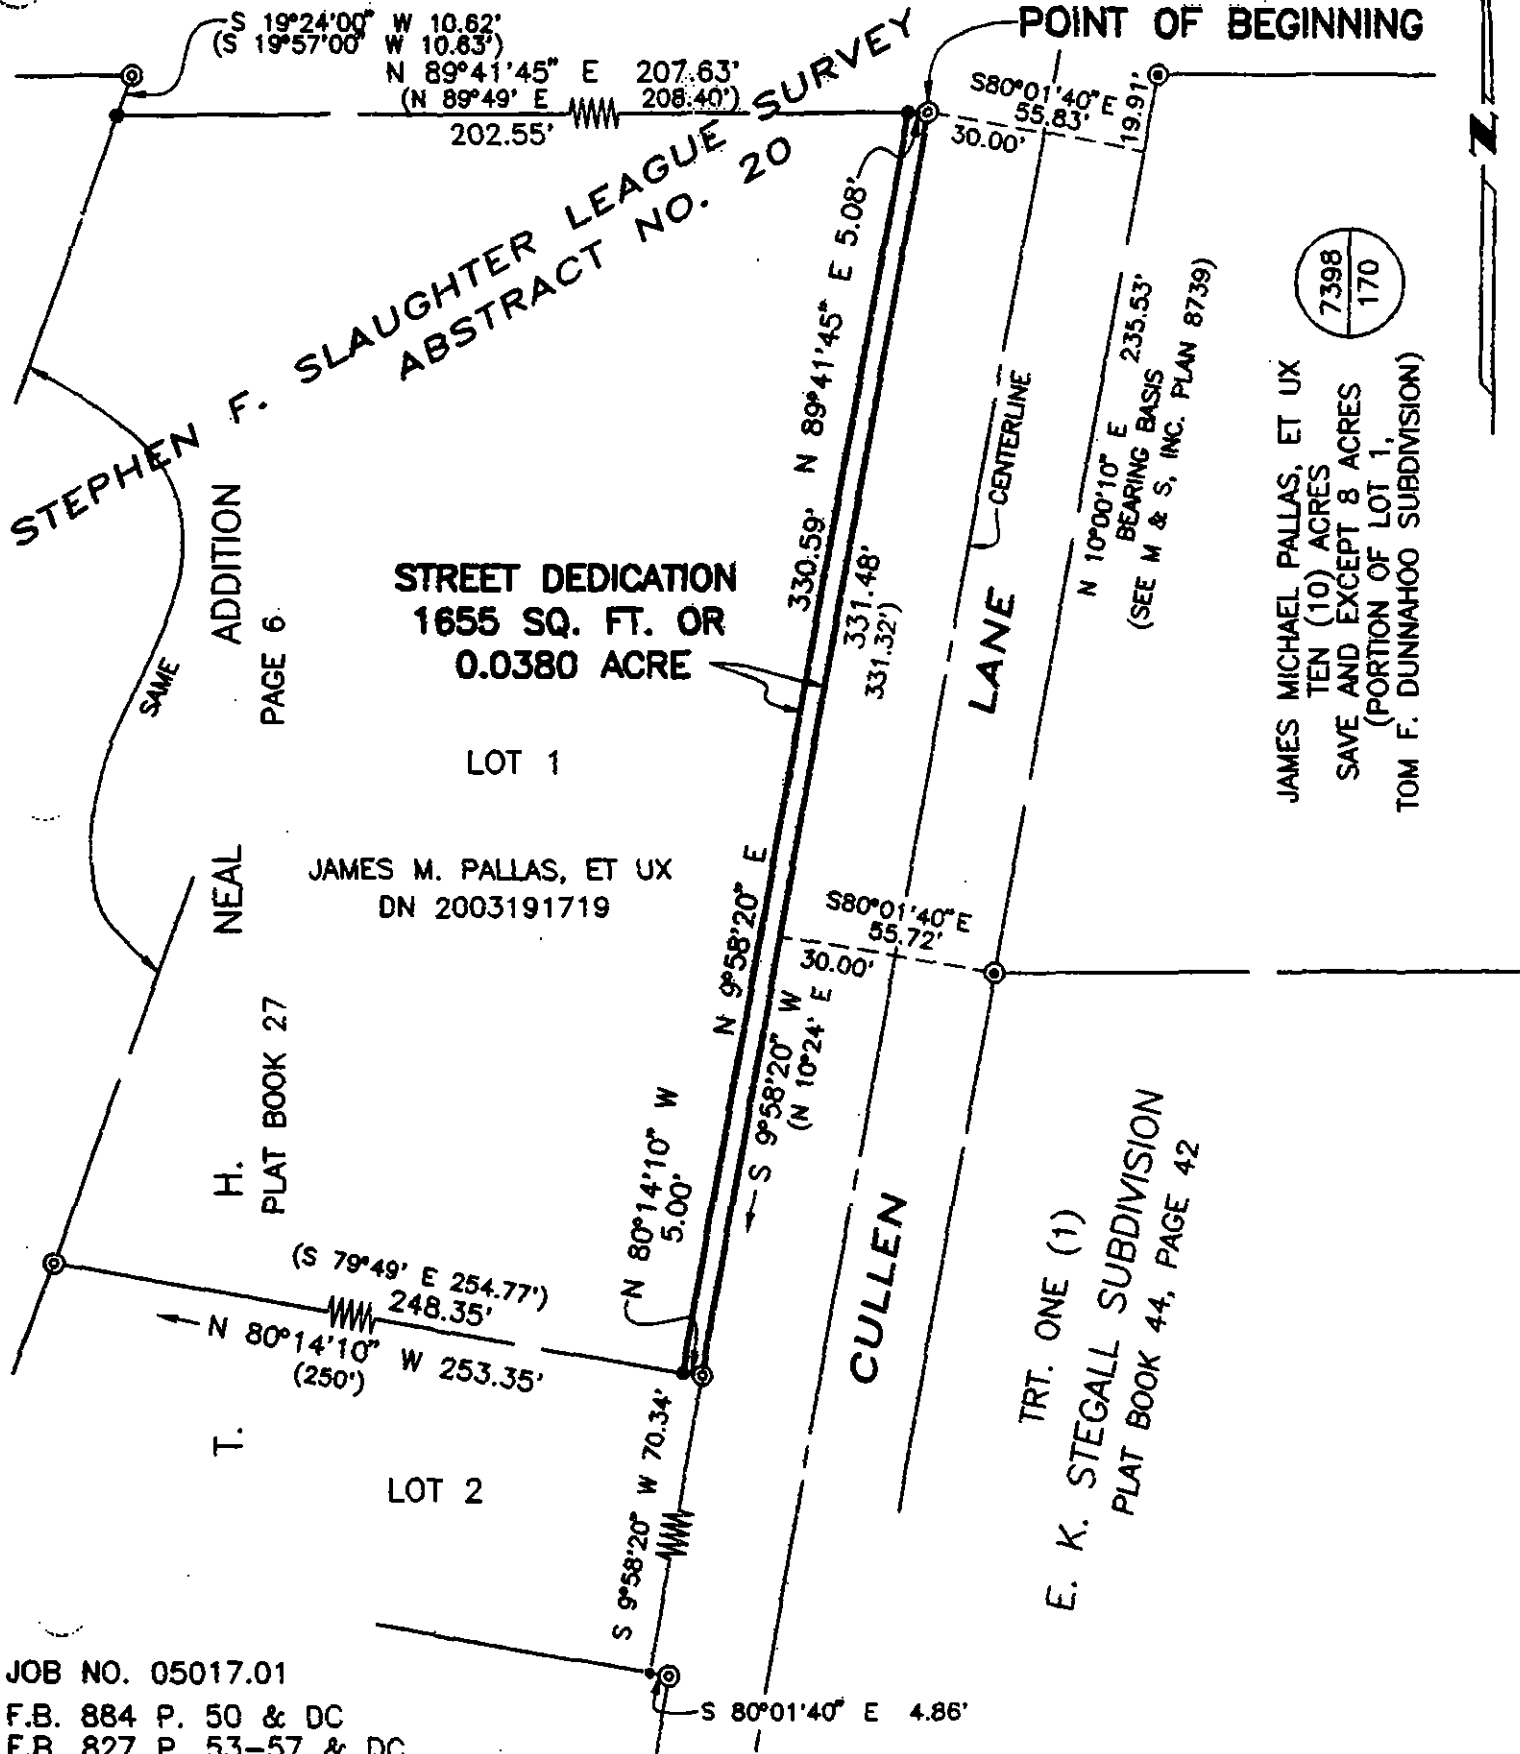 S 19°24'00" W 10.62'
(S 19°57'00" W 10.63')
N 89°41'45" E 207.63'
(N 89°49' E 208.40')
202.55'
POINT OF BEGINNING
S80°01'40"E
55.83'
30.00'
19.91'
N
STEPHEN F. SLAUGHTER LEAGUE SURVEY
ABSTRACT NO. 20
330.59' N 89°41'45" E 5.08'
7398
170
N 10°00'10" E 235.53'
BEARING BASIS
(SEE M & S, INC. PLAN 8739)
CENTERLINE
JAMES MICHAEL PALLAS, ET UX
TEN (10) ACRES
SAVE AND EXCEPT 8 ACRES
(PORTION OF LOT 1,
TOM F. DUNNAHOO SUBDIVISION)
STREET DEDICATION
1655 SQ. FT. OR
0.0380 ACRE
331.48'
331.32')
SAME
T. H. NEAL ADDITION
PLAT BOOK 27 PAGE 6
LOT 1
JAMES M. PALLAS, ET UX
DN 2003191719
CULLEN LANE
N 9°58'20" E
S80°01'40"E
55.72'
30.00'
S 9°58'20" W
(N 10°24' E
N 80°14'10" W
5.00'
(S 79°49' E 254.77')
248.35'
N 80°14'10" W 253.35'
(250')
TRT. ONE (1)
E. K. STEGALL SUBDIVISION
PLAT BOOK 44, PAGE 42
LOT 2
S 9°58'20" W 70.34'
S 80°01'40" E 4.86'
JOB NO. 05017.01
F.B. 884 P. 50 & DC
F.B. 827 P. 53-57 & DC